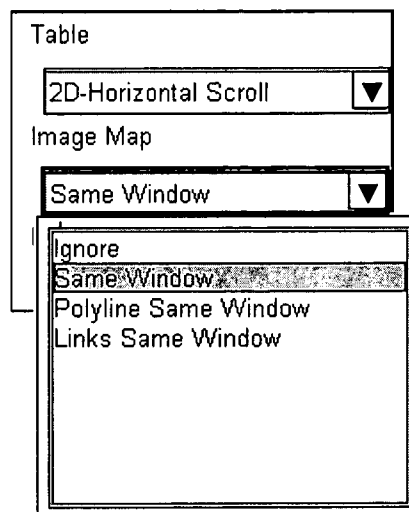 Table
2D-Horizontal Scroll
Image Map
Same Window
Ignore
Same Window
Polyline Same Window
Links Same Window